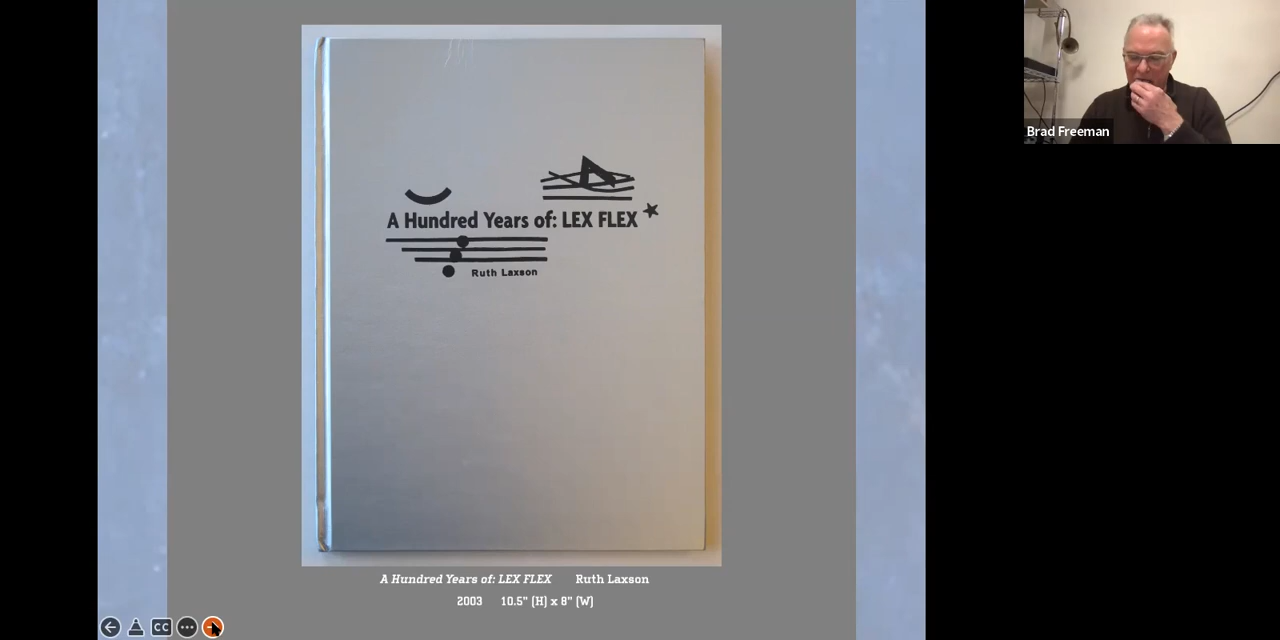 A Hundred Years of: LEX FLEX
Ruth Laxson
A Hundred Years of: LEX FLEX Ruth Laxson
2003 10.5" (H) x 8" (W)
Brad Freeman
CC